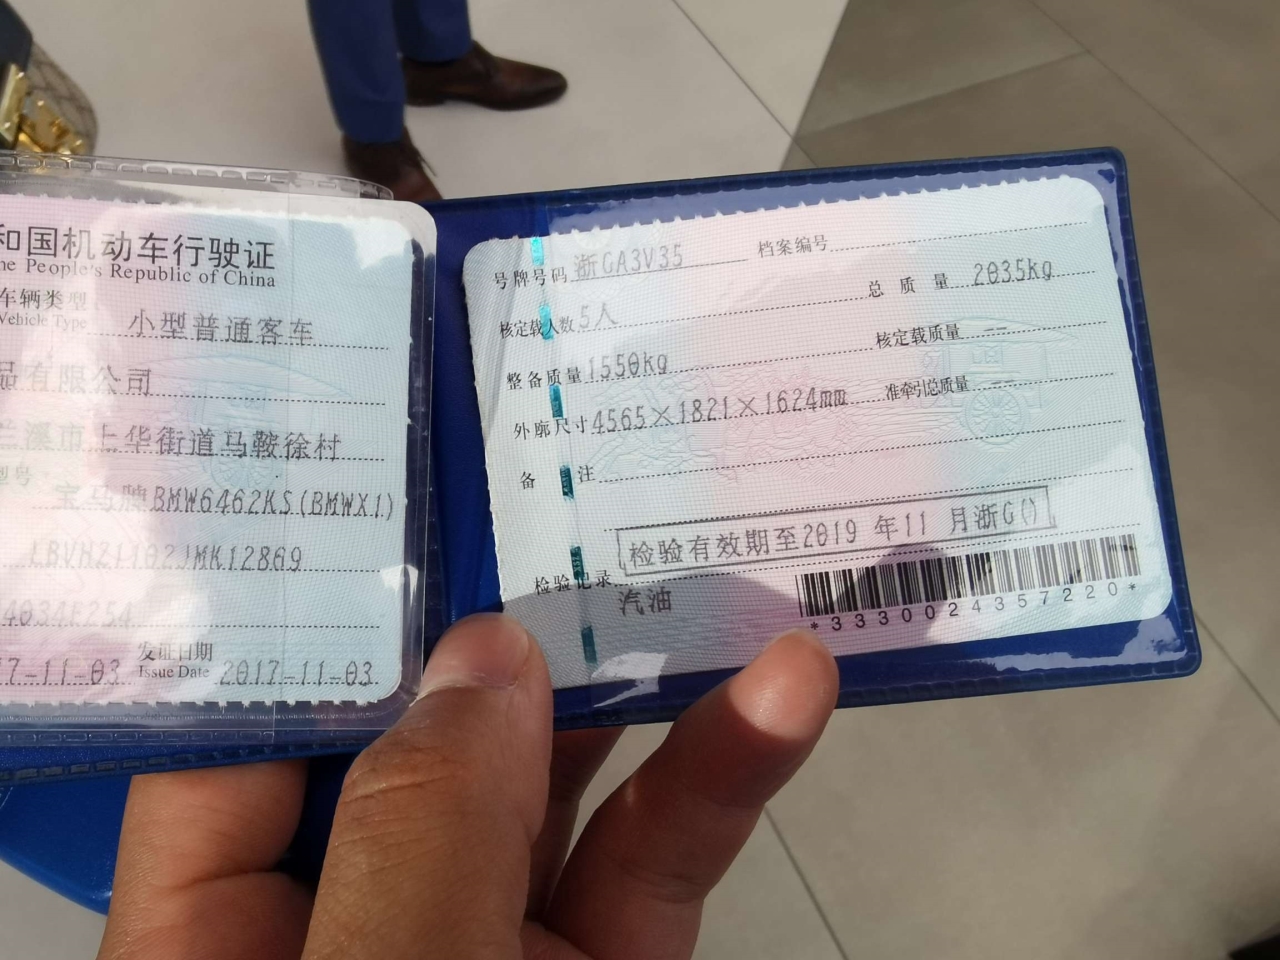 和国机动车行驶证
he People's Republic of China
车辆类型
Vehicle Type
小型普通客车
品有限公司
兰溪市上华街道马鞍徐村
型号
宝马牌BMW6462KS(BMWX1)
LBVHZ1102JMK12869
4034E254
7-11-03
发证日期
Issue Date
2017-11-03
号牌号码 浙GA3V35
档案编号
核定载人数 5人
总质量 2035kg
整备质量 1550kg
核定载质量 --
外廓尺寸 4565×1821×1624mm
准牵引总质量 --
备注
检验有效期至2019年11月浙G()
检验记录
汽油
*3330024357220*